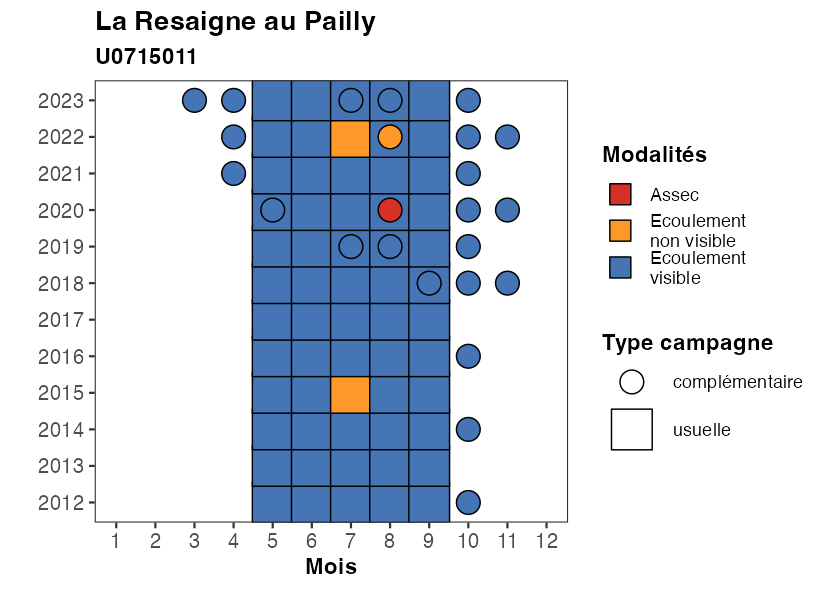 La Resaigne au Pailly
U0715011
2023
2022
2021
2020
2019
2018
2017
2016
2015
2014
2013
2012
1 2 3 4 5 6 7 8 9 10 11 12
Mois
Modalités
Assec
Ecoulement
non visible
Ecoulement
visible
Type campagne
complémentaire
usuelle